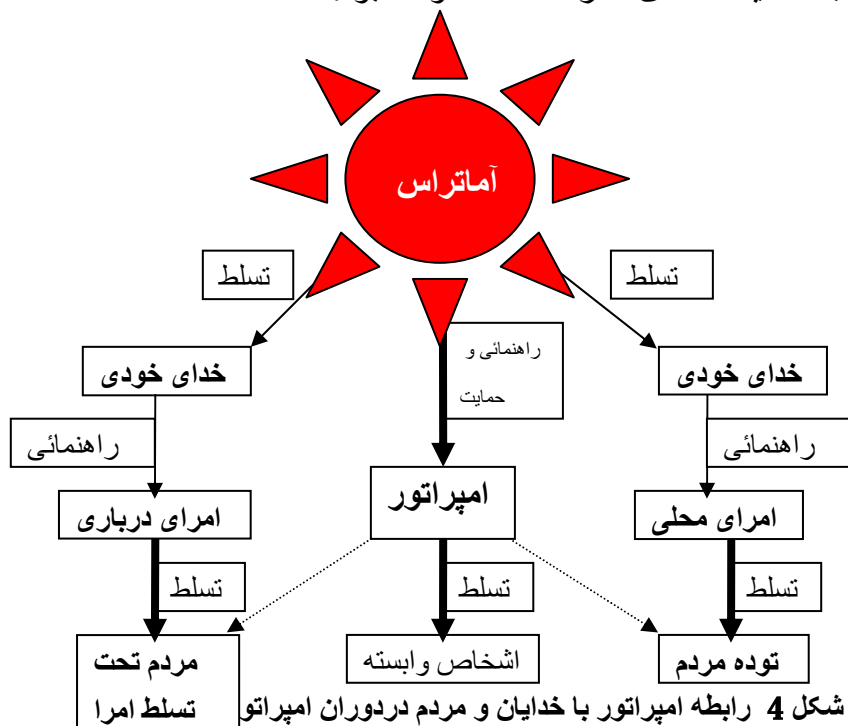 آماتراس
تسلط
تسلط
راهنمائی و
حمایت
خدای خودی
خدای خودی
راهنمائی
راهنمائی
امپراتور
امرای محلی
امرای درباری
تسلط
تسلط
تسلط
توده مردم
اشخاص وابسته
مردم تحت
تسلط امرا
شکل 4 رابطه امپراتور با خدایان و مردم دردوران امپراتو